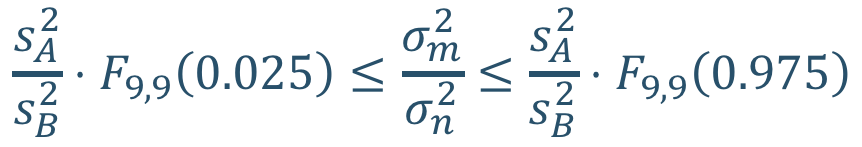 s_A^2/s_B^2 · F_{9,9}(0.025) ≤ σ_m^2/σ_n^2 ≤ s_A^2/s_B^2 · F_{9,9}(0.975)